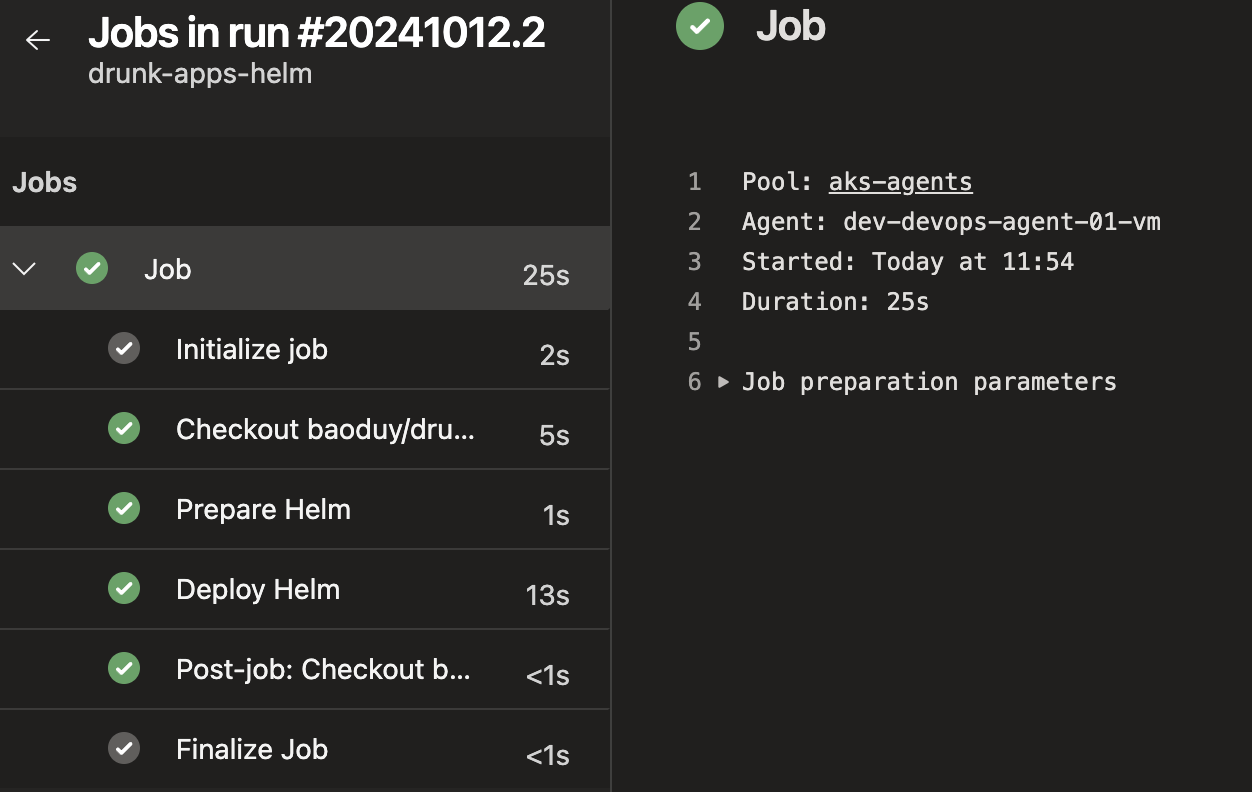 Jobs in run #20241012.2
drunk-apps-helm
Jobs
Job 25s
Initialize job 2s
Checkout baoduy/dru... 5s
Prepare Helm 1s
Deploy Helm 13s
Post-job: Checkout b... <1s
Finalize Job <1s
Job
1 Pool: aks-agents
2 Agent: dev-devops-agent-01-vm
3 Started: Today at 11:54
4 Duration: 25s
5
6 Job preparation parameters